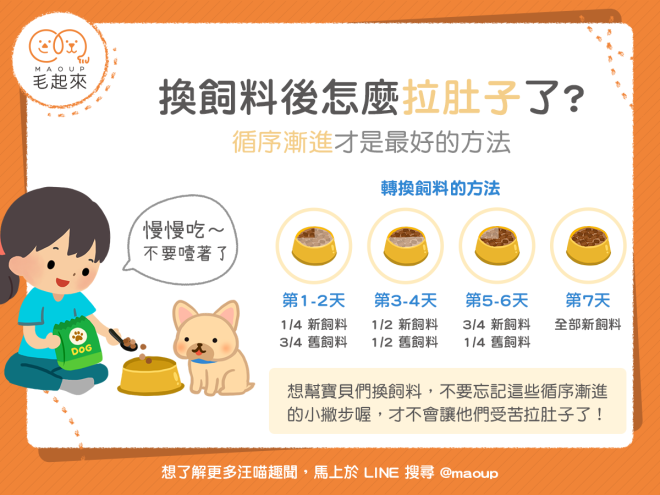 MAOUP
毛起來
換飼料後怎麼拉肚子了?
循序漸進才是最好的方法
轉換飼料的方法
慢慢吃～
不要噎著了
DOG
第1-2天
1/4 新飼料
3/4 舊飼料
第3-4天
1/2 新飼料
1/2 舊飼料
第5-6天
3/4 新飼料
1/4 舊飼料
第7天
全部新飼料
想幫寶貝們換飼料，不要忘記這些循序漸進
的小撇步喔，才不會讓他們受苦拉肚子了！
想了解更多汪喵趣聞，馬上於 LINE 搜尋 @maoup